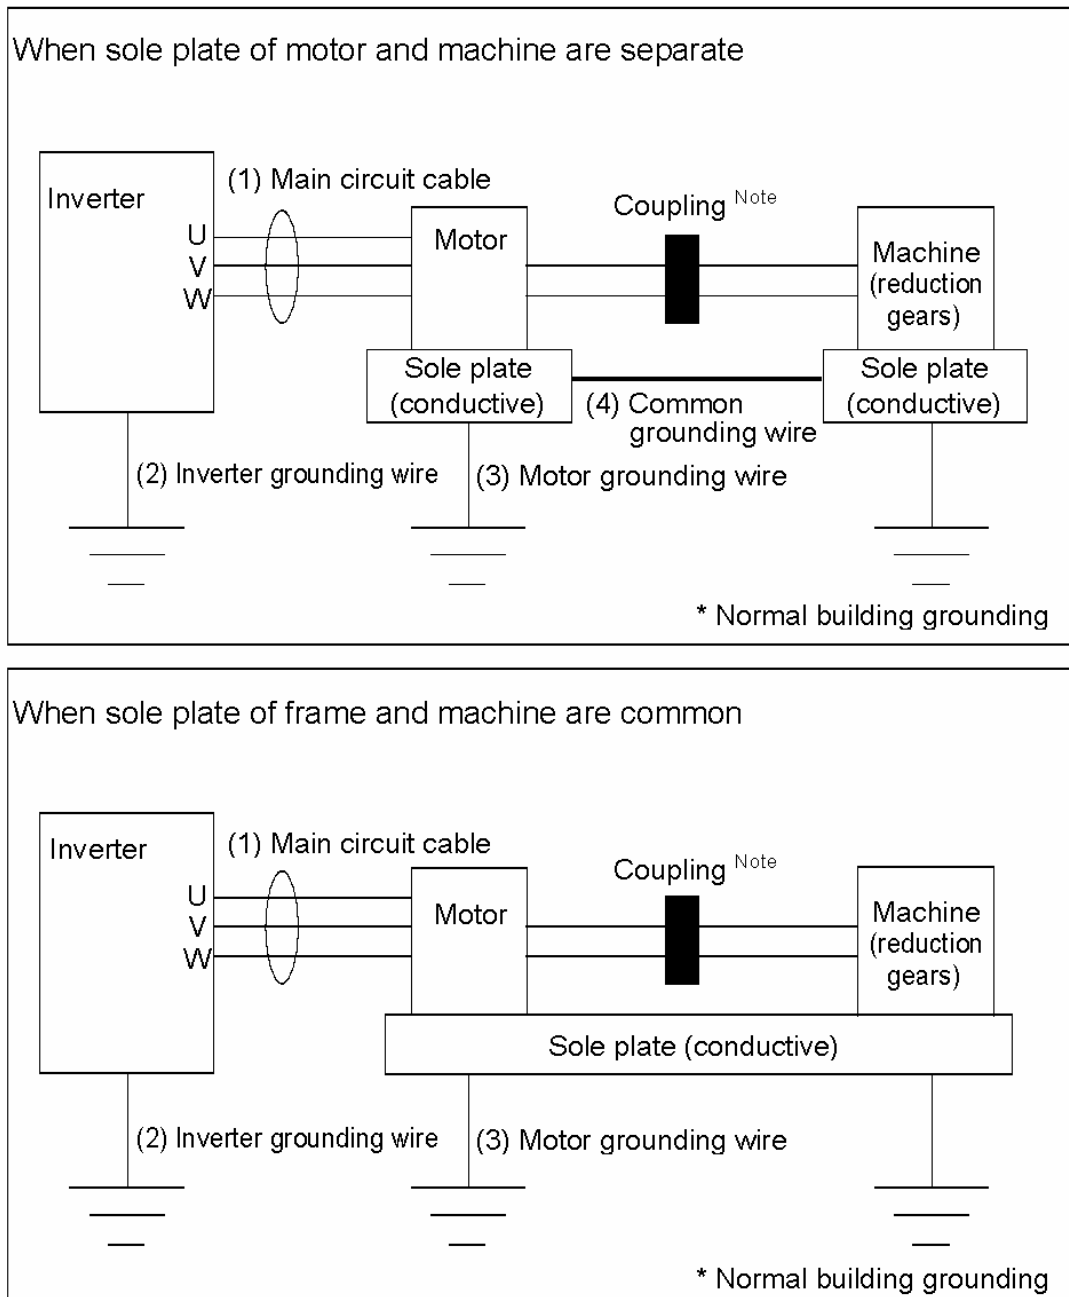 When sole plate of motor and machine are separate
(1) Main circuit cable
Inverter
Coupling Note
U
Motor
V
Machine
W
(reduction
gears)
Sole plate
(conductive)
Sole plate
(conductive)
(4) Common
grounding wire
(2) Inverter grounding wire
(3) Motor grounding wire
* Normal building grounding
When sole plate of frame and machine are common
(1) Main circuit cable
Inverter
Coupling Note
U
Motor
V
Machine
W
(reduction
gears)
Sole plate (conductive)
(2) Inverter grounding wire
(3) Motor grounding wire
* Normal building grounding